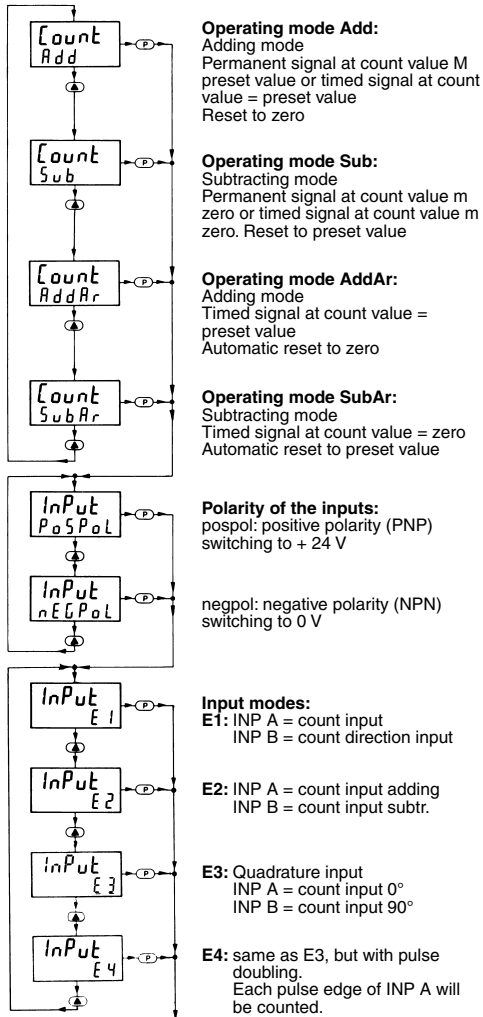 Count
Add
P
Operating mode Add:
Adding mode
Permanent signal at count value M
preset value or timed signal at count
value = preset value
Reset to zero
Count
Sub
P
Operating mode Sub:
Subtracting mode
Permanent signal at count value m
zero or timed signal at count value m
zero. Reset to preset value
Count
AddAr
P
Operating mode AddAr:
Adding mode
Timed signal at count value =
preset value
Automatic reset to zero
Count
SubAr
P
Operating mode SubAr:
Subtracting mode
Timed signal at count value = zero
Automatic reset to preset value
InPut
PoSPoL
P
Polarity of the inputs:
pospol: positive polarity (PNP)
switching to + 24 V
InPut
nEGPoL
P
negpol: negative polarity (NPN)
switching to 0 V
InPut
E1
P
Input modes:
E1: INP A = count input
INP B = count direction input
InPut
E2
P
E2: INP A = count input adding
INP B = count input subtr.
InPut
E3
P
E3: Quadrature input
INP A = count input 0°
INP B = count input 90°
InPut
E4
P
E4: same as E3, but with pulse
doubling.
Each pulse edge of INP A will
be counted.